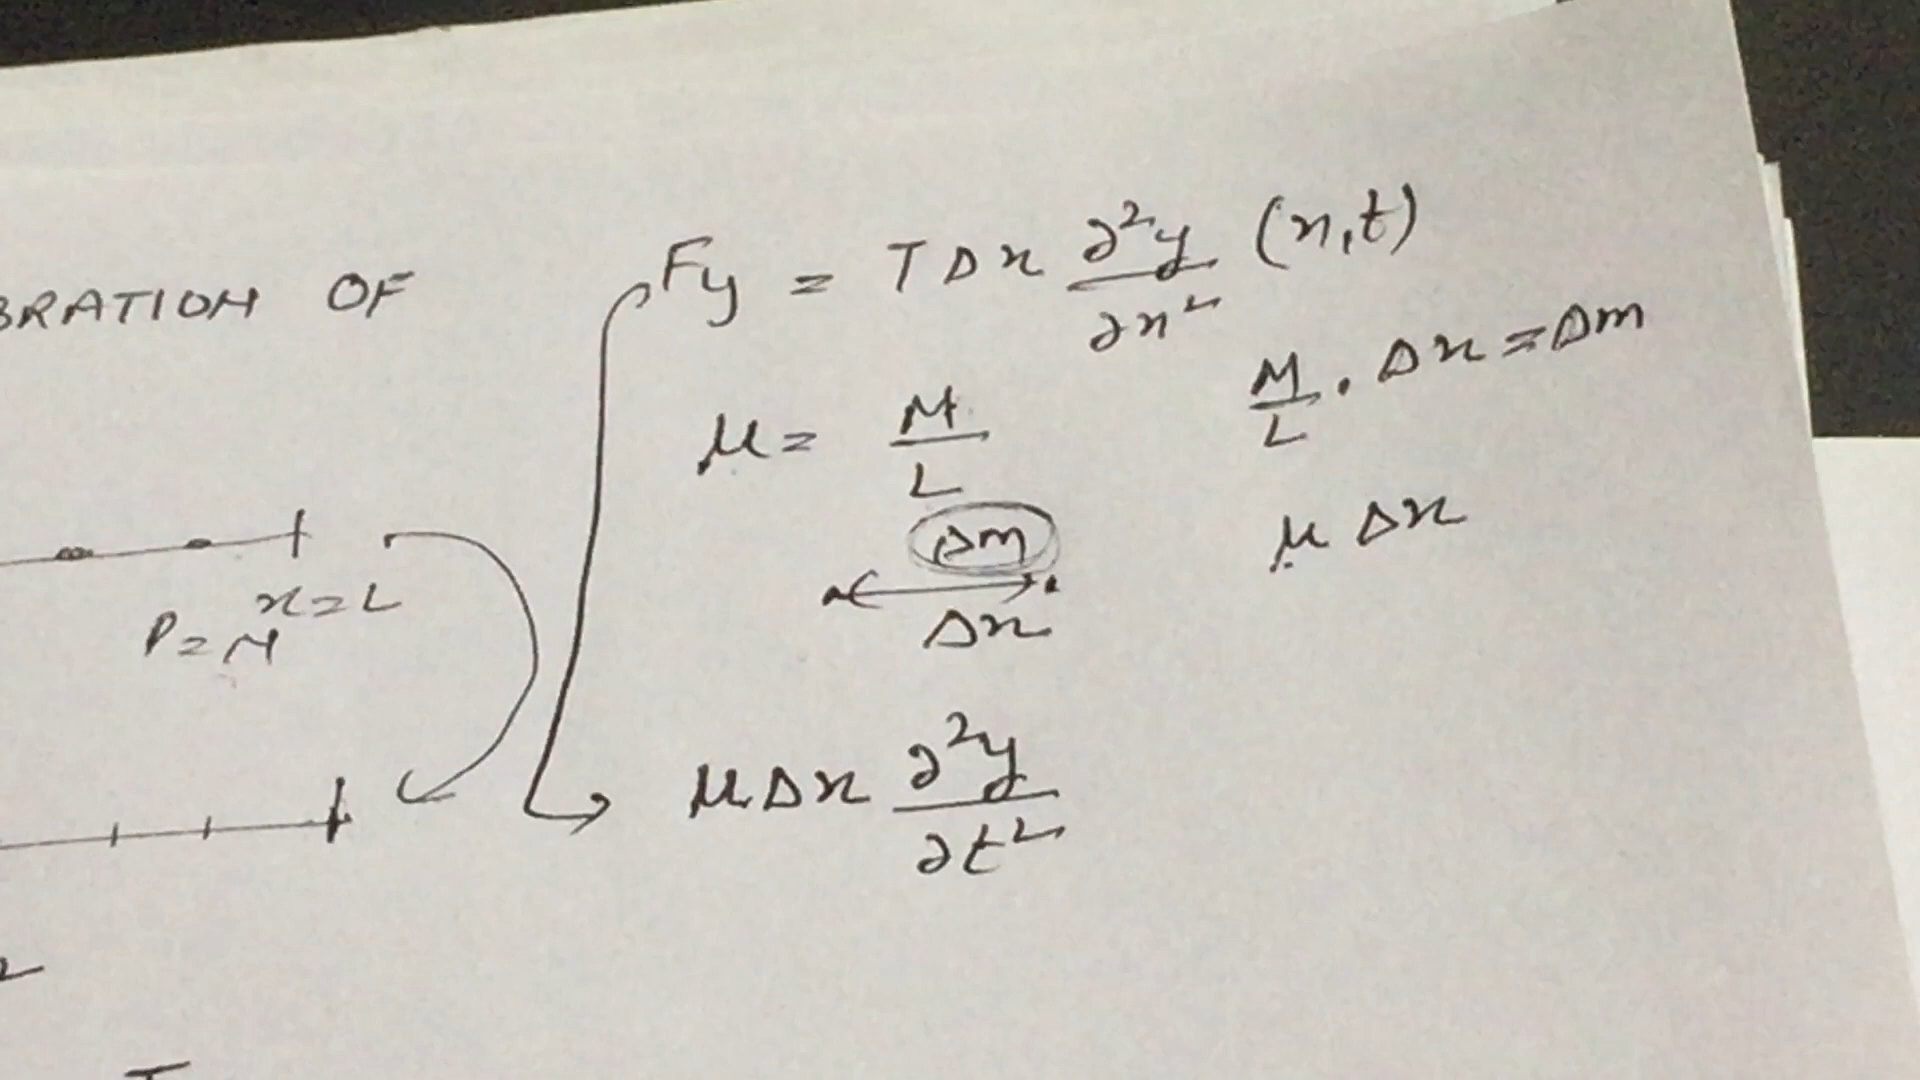 BRATION OF
Fy = TΔx ∂²y/∂x² (x,t)
M/L . Δx = Δm
μ = M/L
μ Δx
Δm
Δx
x=L
P=M
μΔx ∂²y/∂t²